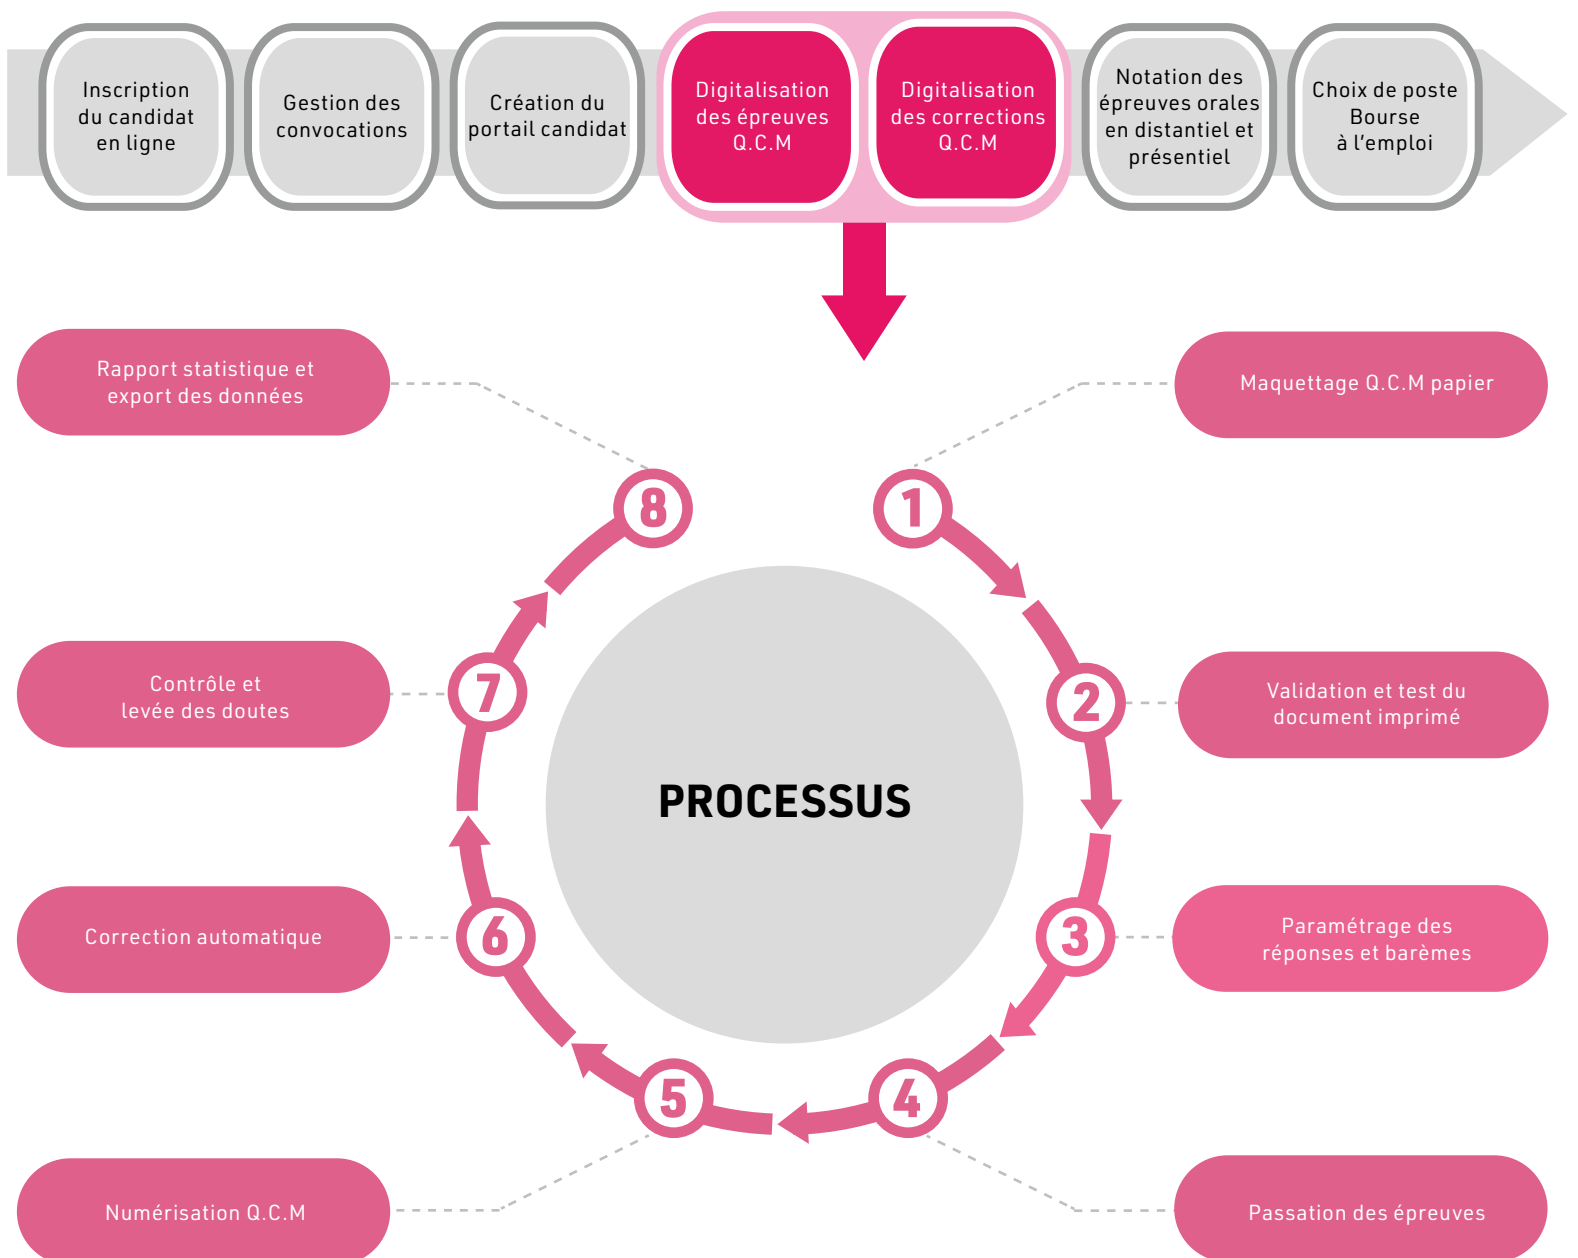 Inscription
du candidat
en ligne
Gestion des
convocations
Création du
portail candidat
Digitalisation
des épreuves
Q.C.M
Digitalisation
des corrections
Q.C.M
Notation des
épreuves orales
en distantiel et
présentiel
Choix de poste
Bourse
à l'emploi
Rapport statistique et
export des données
Maquettage Q.C.M papier
8
1
7
Contrôle et
levée des doutes
2
Validation et test du
document imprimé
PROCESSUS
Correction automatique
6
3
Paramétrage des
réponses et barèmes
5
4
Numérisation Q.C.M
Passation des épreuves